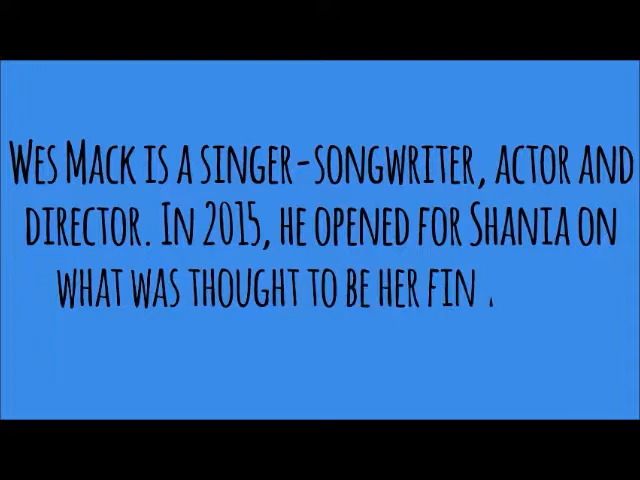 Wes Mack is a singer-songwriter, actor and
director. In 2015, he opened for Shania on
what was thought to be her fin .